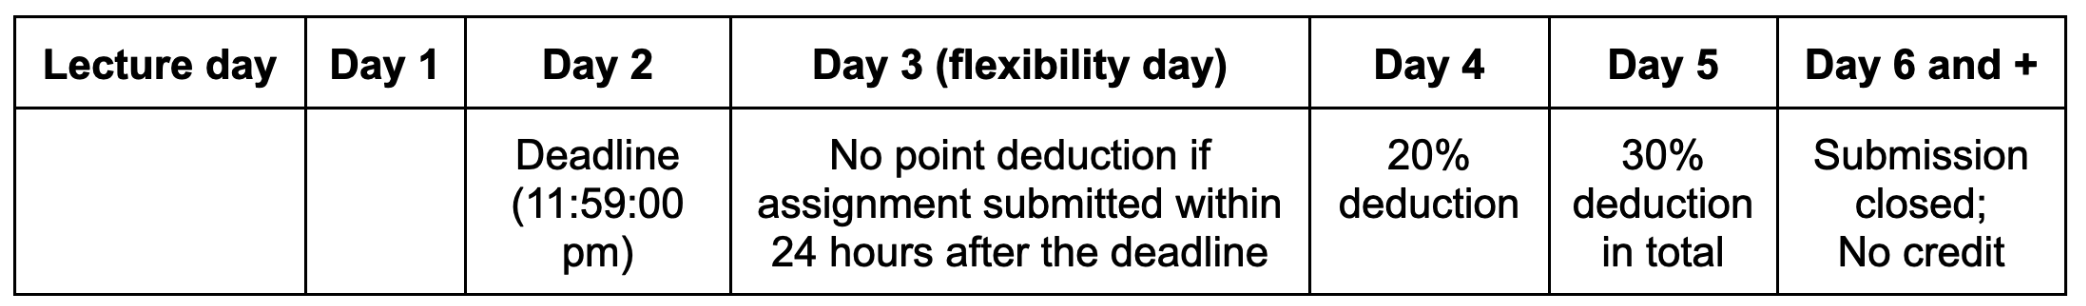 Lecture day Day 1 Day 2 Day 3 (flexibility day) Day 4 Day 5 Day 6 and +
Deadline No point deduction if 20% 30% Submission
(11:59:00 assignment submitted within deduction deduction closed;
pm) 24 hours after the deadline in total No credit